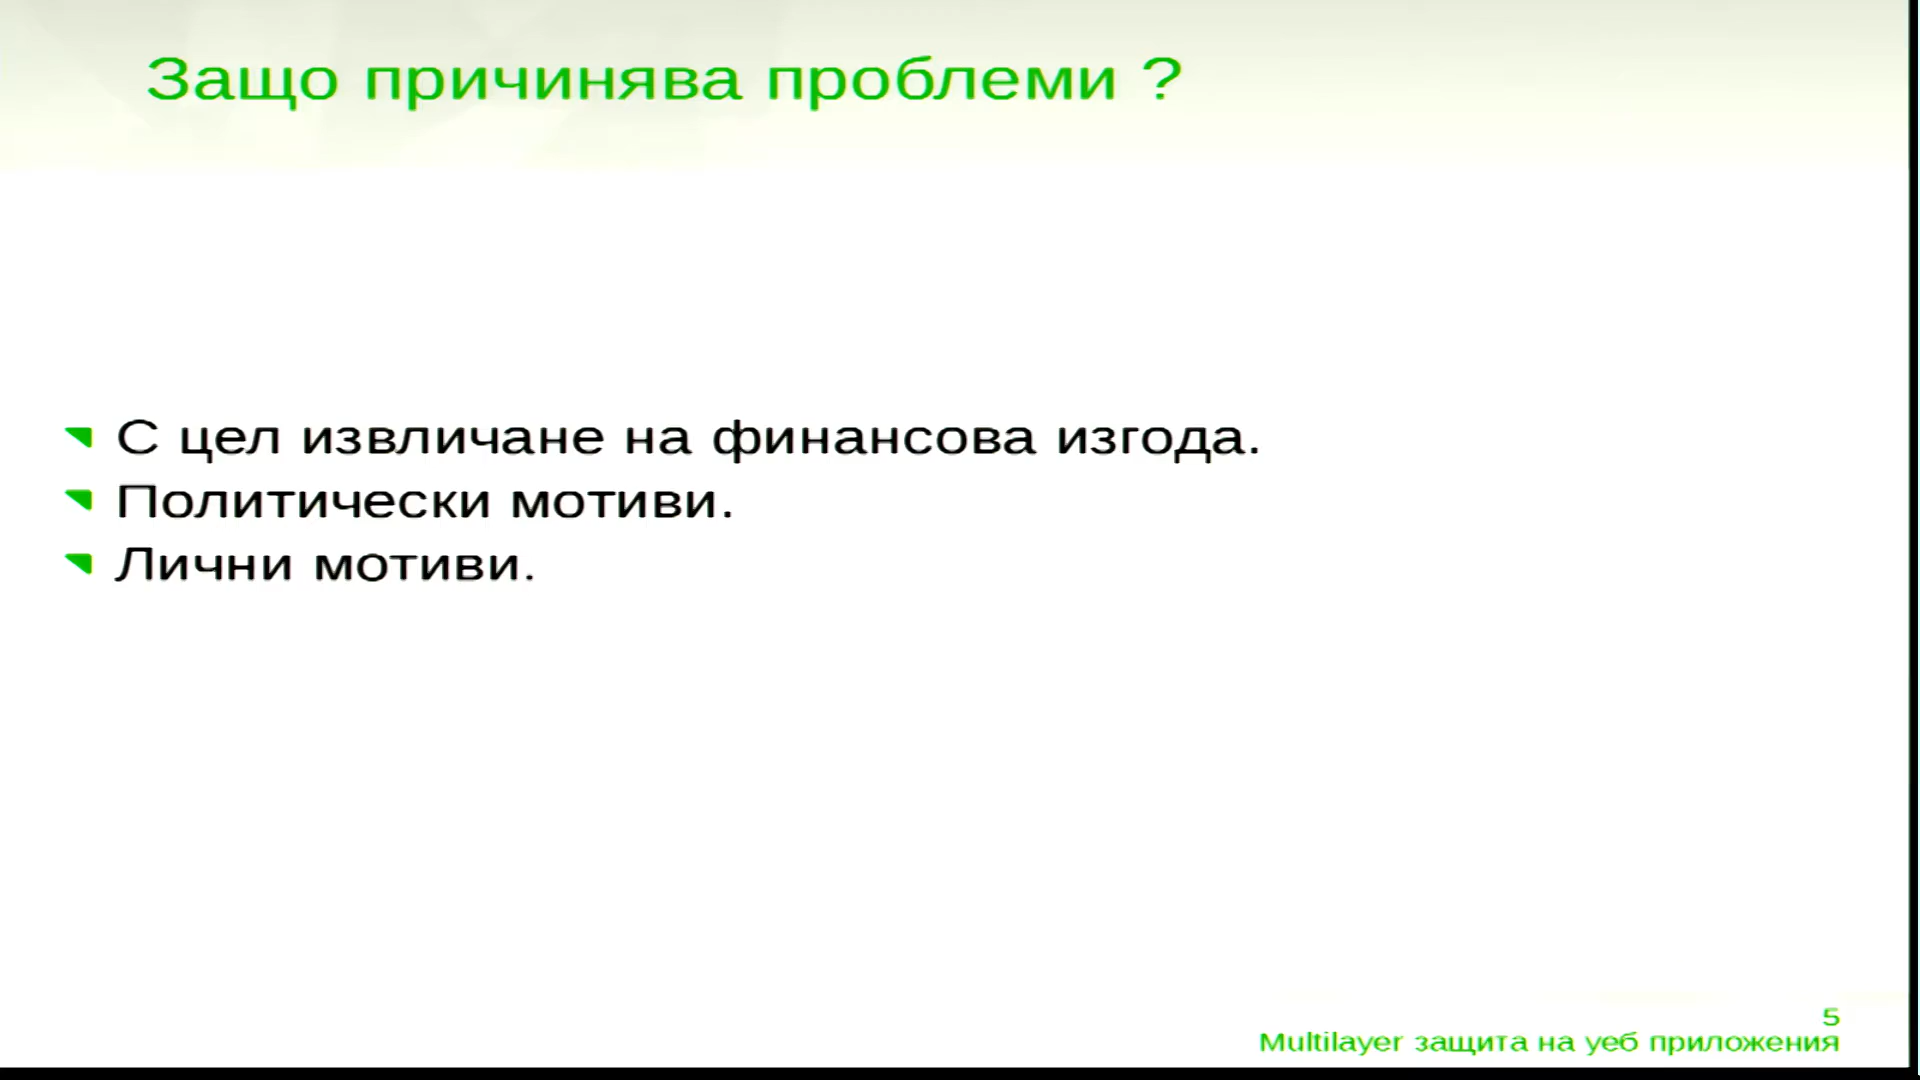 Защо причинява проблеми ?
С цел извличане на финансова изгода.
Политически мотиви.
Лични мотиви.
5
Multilayer защита на уеб приложения